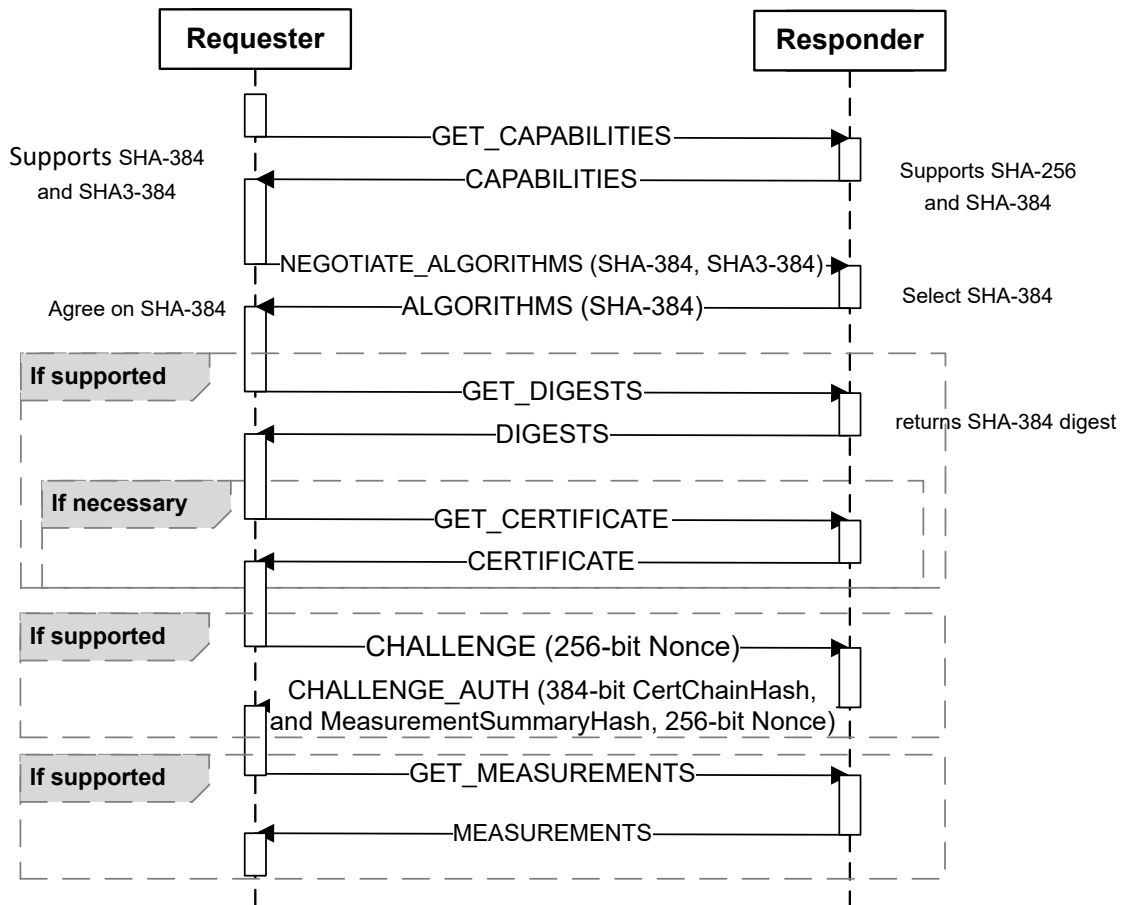 Requester
Responder
GET_CAPABILITIES
Supports SHA-384
and SHA3-384
CAPABILITIES
Supports SHA-256
and SHA-384
NEGOTIATE_ALGORITHMS (SHA-384, SHA3-384)
Agree on SHA-384
ALGORITHMS (SHA-384)
Select SHA-384
If supported
GET_DIGESTS
returns SHA-384 digest
DIGESTS
If necessary
GET_CERTIFICATE
CERTIFICATE
If supported
CHALLENGE (256-bit Nonce)
CHALLENGE_AUTH (384-bit CertChainHash,
and MeasurementSummaryHash, 256-bit Nonce)
If supported
GET_MEASUREMENTS
MEASUREMENTS